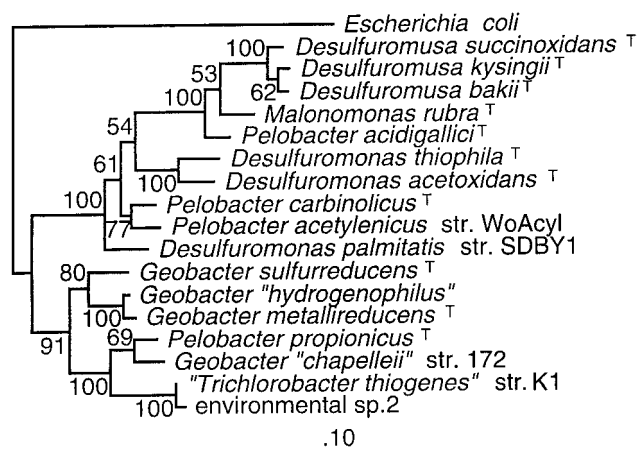 Escherichia coli
100 Desulfuromusa succinoxidans T
53 Desulfuromusa kysingii T
62 Desulfuromusa bakii T
100 Malonomonas rubra T
54 Pelobacter acidigallici T
61 Desulfuromonas thiophila T
100 Desulfuromonas acetoxidans T
100 Pelobacter carbinolicus T
77 Pelobacter acetylenicus str. WoAcyl
Desulfuromonas palmitatis str. SDBY1
80 Geobacter sulfurreducens T
Geobacter "hydrogenophilus"
100 Geobacter metallireducens T
91 69 Pelobacter propionicus T
Geobacter "chapelleii" str. 172
100 "Trichlorobacter thiogenes" str. K1
100 environmental sp.2
.10